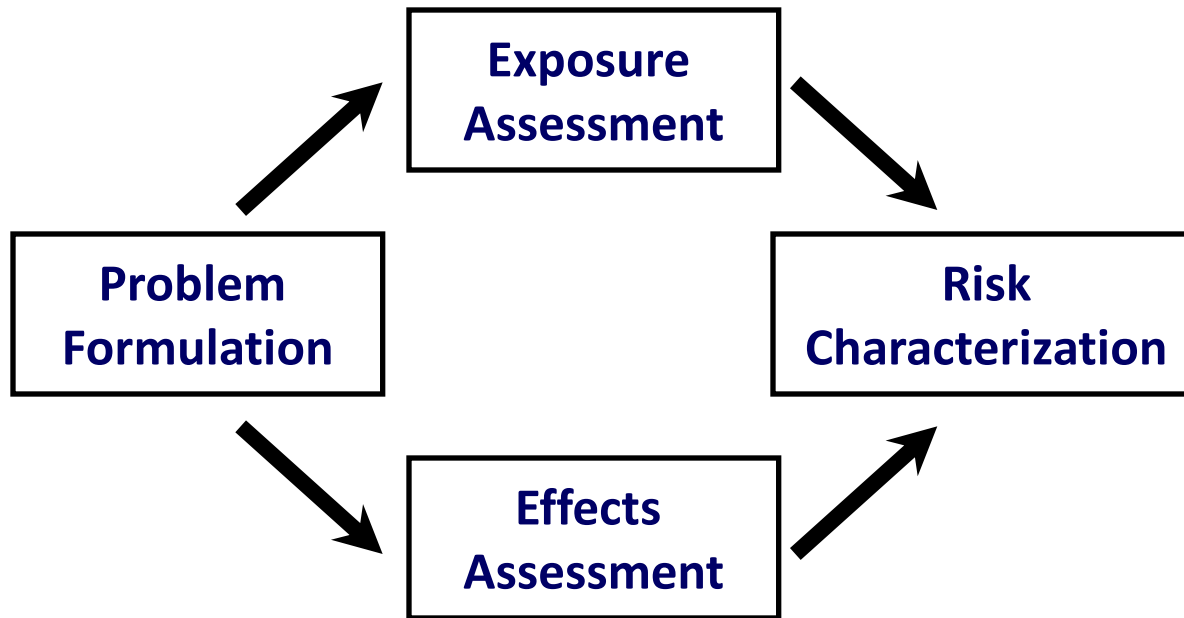 Exposure
Assessment
Problem
Formulation
Risk
Characterization
Effects
Assessment